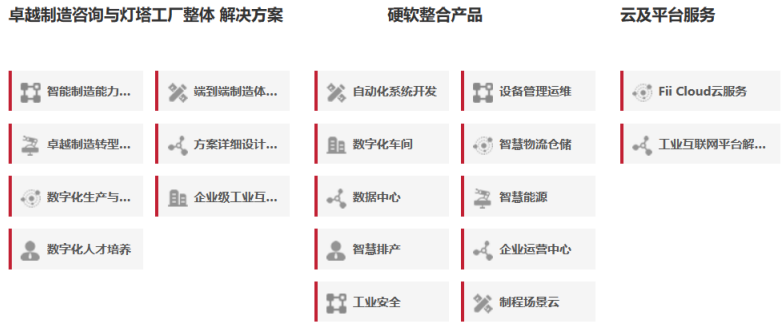 卓越制造咨询与灯塔工厂整体 解决方案
硬软整合产品
云及平台服务
智能制造能力...
端到端制造体...
自动化系统开发
设备管理运维
Fii Cloud云服务
卓越制造转型...
方案详细设计...
数字化车间
智慧物流仓储
工业互联网平台解...
数字化生产与...
企业级工业互...
数据中心
智慧能源
数字化人才培养
智慧排产
企业运营中心
工业安全
制程场景云